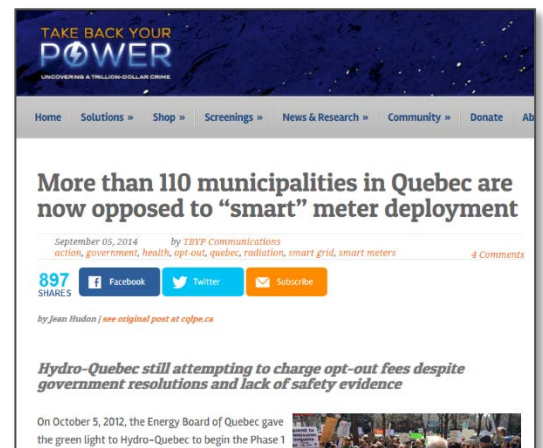 TAKE BACK YOUR
POWER
UNCOVERING A TRILLION-DOLLAR CRIME
Home Solutions » Shop » Screenings » News & Research » Community » Donate Ab
More than 110 municipalities in Quebec are
now opposed to “smart” meter deployment
September 05, 2014 by TBYP Communications
action, government, health, opt-out, quebec, radiation, smart grid, smart meters 4 Comments
897
SHARES
Facebook Twitter Subscribe
by Jean Hudon | see original post at cqlpe.ca
Hydro-Quebec still attempting to charge opt-out fees despite
government resolutions and lack of safety evidence
On October 5, 2012, the Energy Board of Quebec gave
the green light to Hydro-Quebec to begin the Phase 1